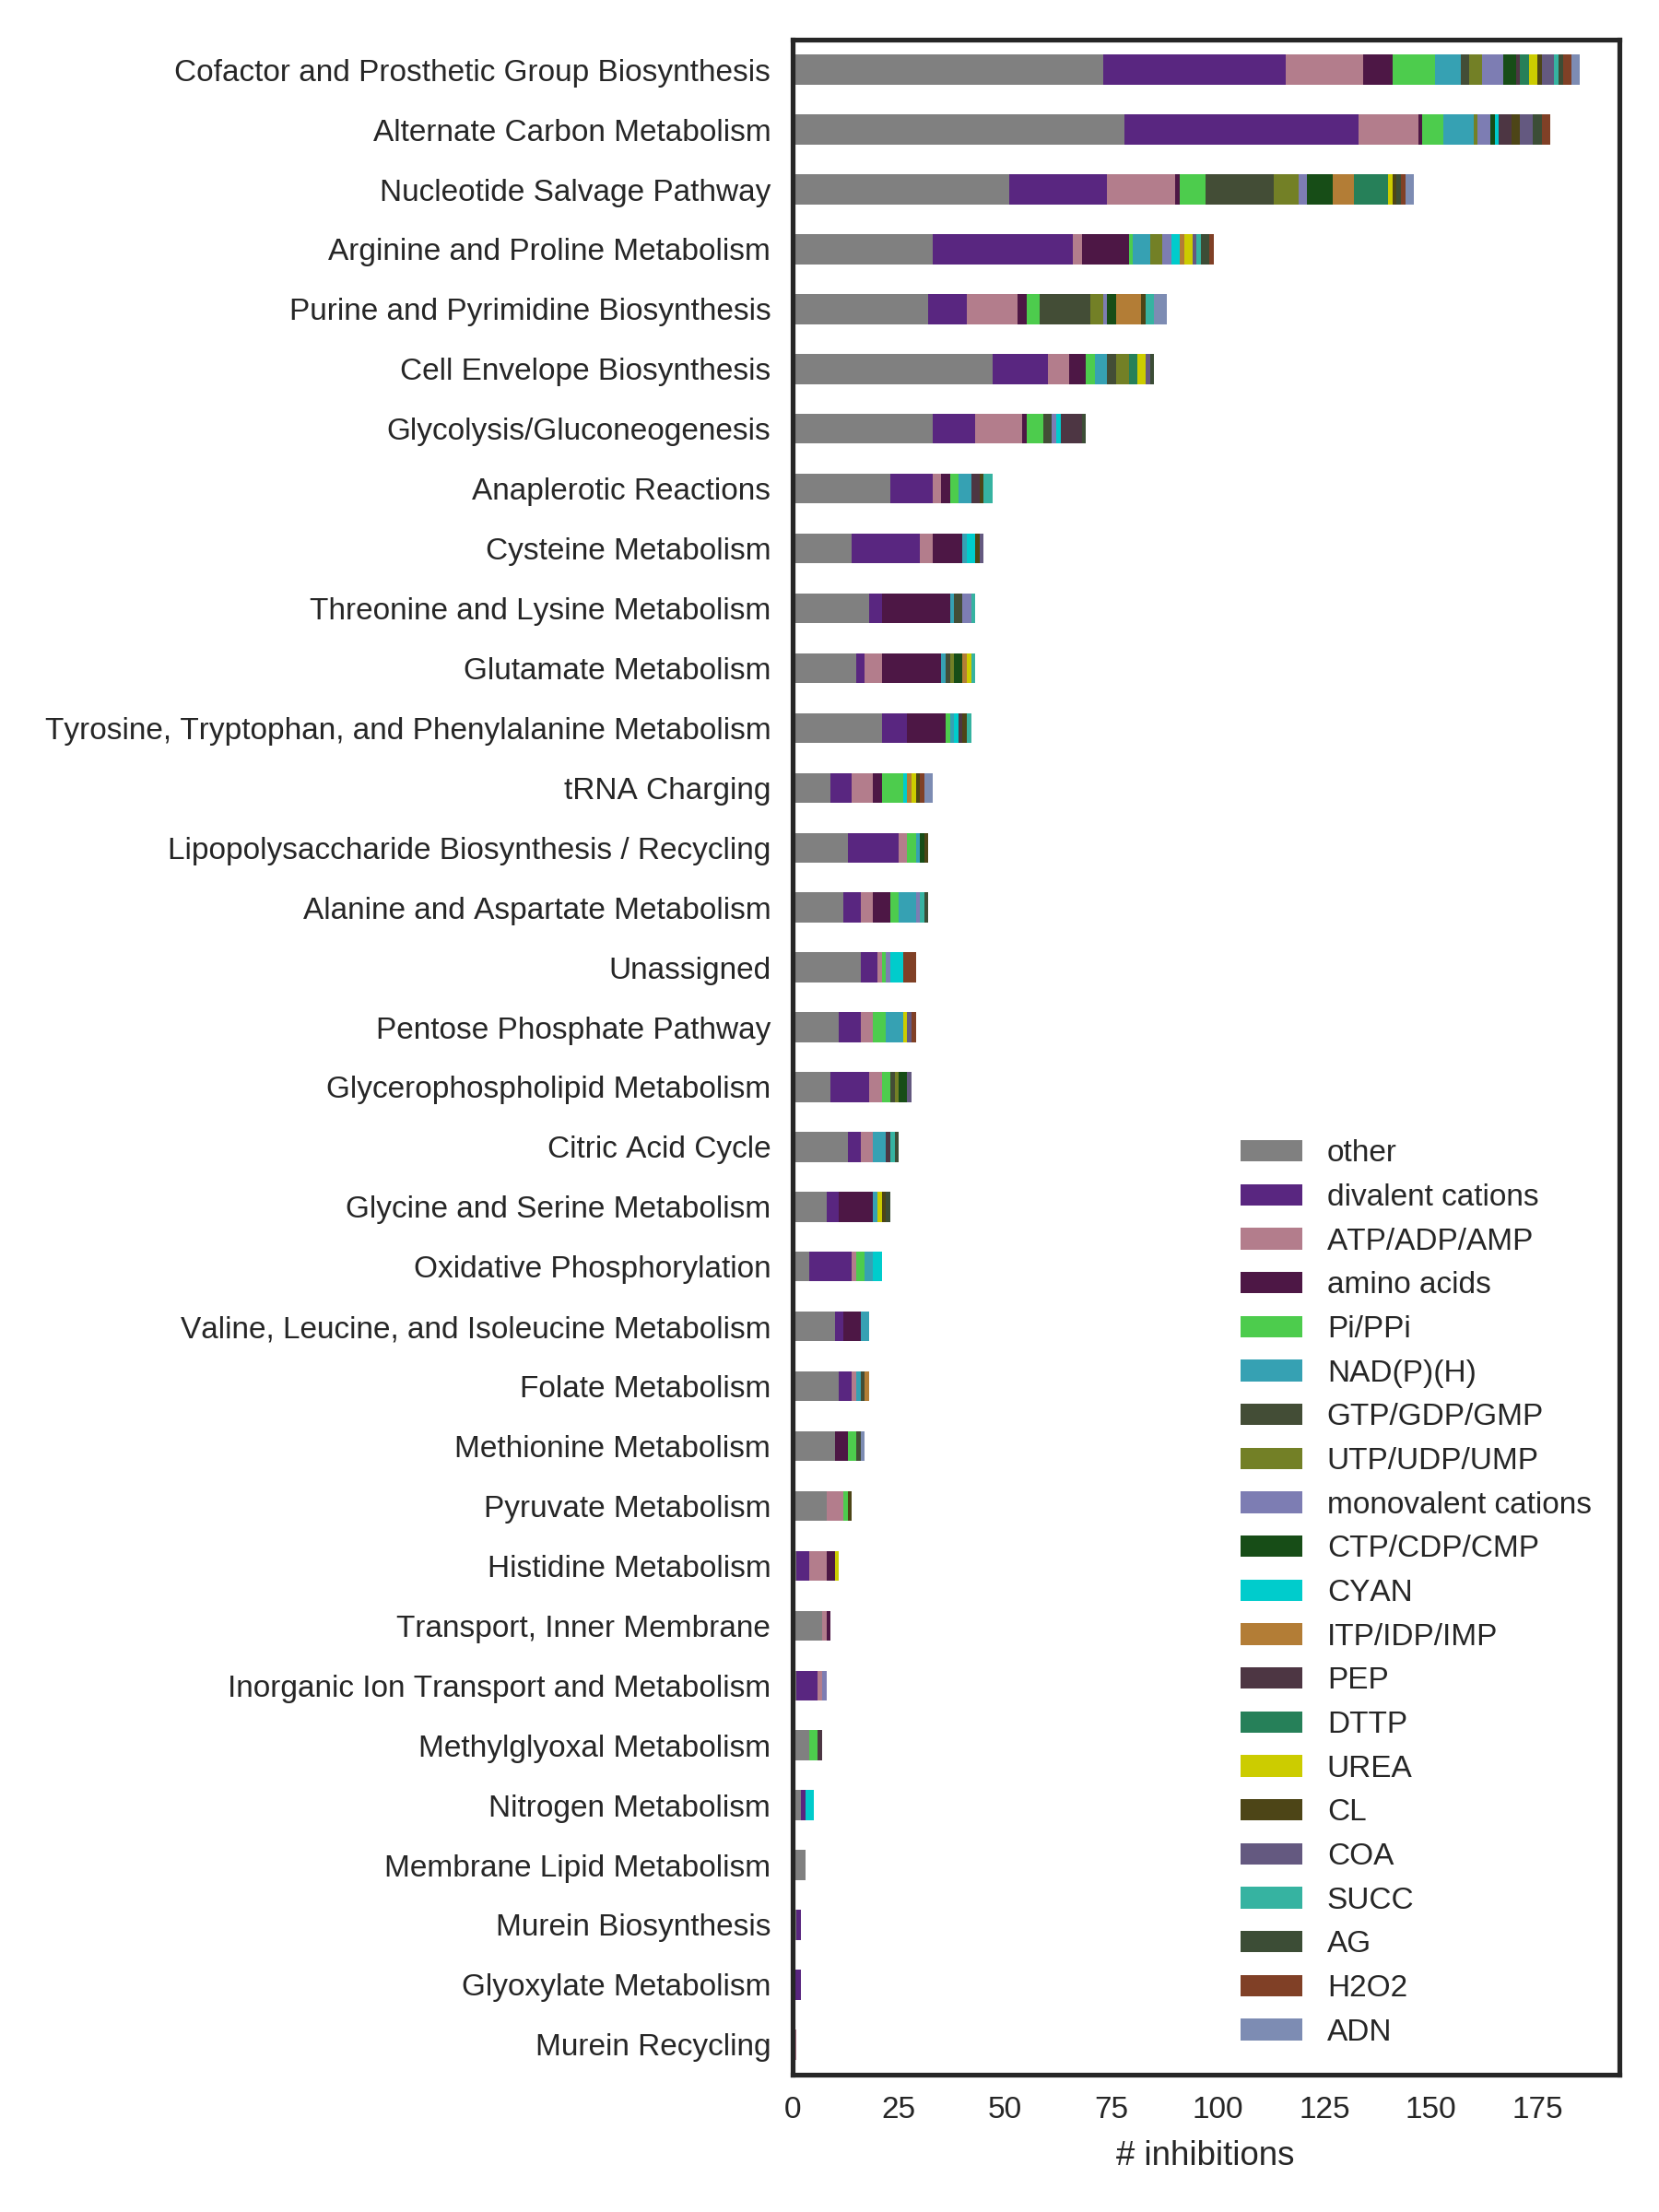 Cofactor and Prosthetic Group Biosynthesis
Alternate Carbon Metabolism
Nucleotide Salvage Pathway
Arginine and Proline Metabolism
Purine and Pyrimidine Biosynthesis
Cell Envelope Biosynthesis
Glycolysis/Gluconeogenesis
Anaplerotic Reactions
Cysteine Metabolism
Threonine and Lysine Metabolism
Glutamate Metabolism
Tyrosine, Tryptophan, and Phenylalanine Metabolism
tRNA Charging
Lipopolysaccharide Biosynthesis / Recycling
Alanine and Aspartate Metabolism
Unassigned
Pentose Phosphate Pathway
Glycerophospholipid Metabolism
Citric Acid Cycle
Glycine and Serine Metabolism
Oxidative Phosphorylation
Valine, Leucine, and Isoleucine Metabolism
Folate Metabolism
Methionine Metabolism
Pyruvate Metabolism
Histidine Metabolism
Transport, Inner Membrane
Inorganic Ion Transport and Metabolism
Methylglyoxal Metabolism
Nitrogen Metabolism
Membrane Lipid Metabolism
Murein Biosynthesis
Glyoxylate Metabolism
Murein Recycling
other
divalent cations
ATP/ADP/AMP
amino acids
Pi/PPi
NAD(P)(H)
GTP/GDP/GMP
UTP/UDP/UMP
monovalent cations
CTP/CDP/CMP
CYAN
ITP/IDP/IMP
PEP
DTTP
UREA
CL
COA
SUCC
AG
H2O2
ADN
0 25 50 75 100 125 150 175
# inhibitions